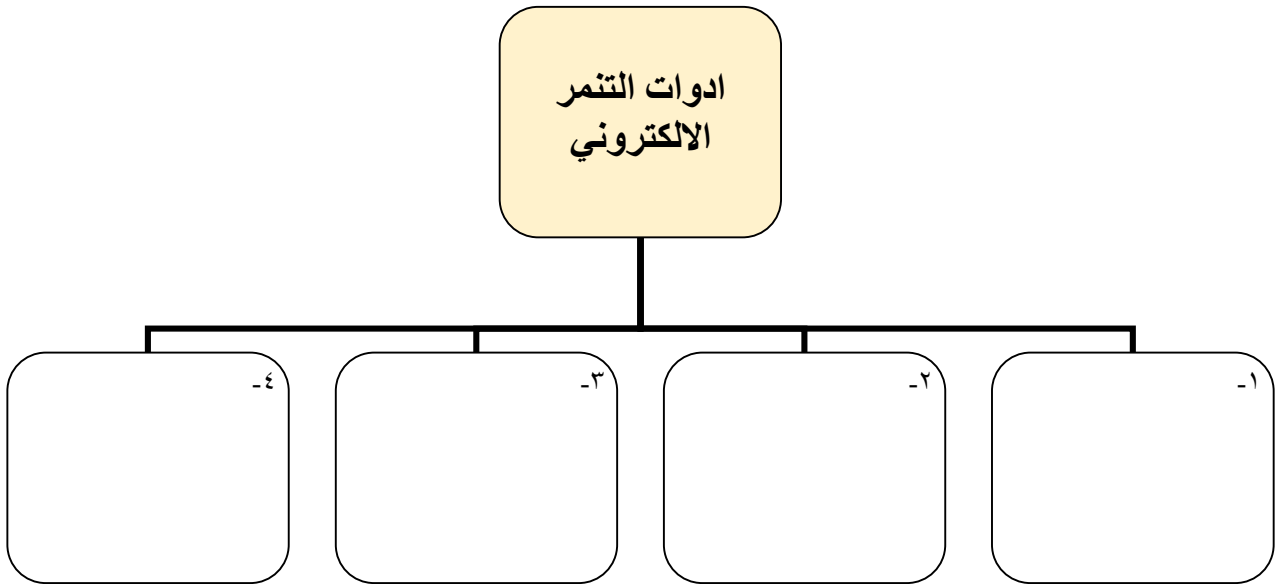 ادوات التنمر
الالكتروني
١-
٢-
٣-
٤-